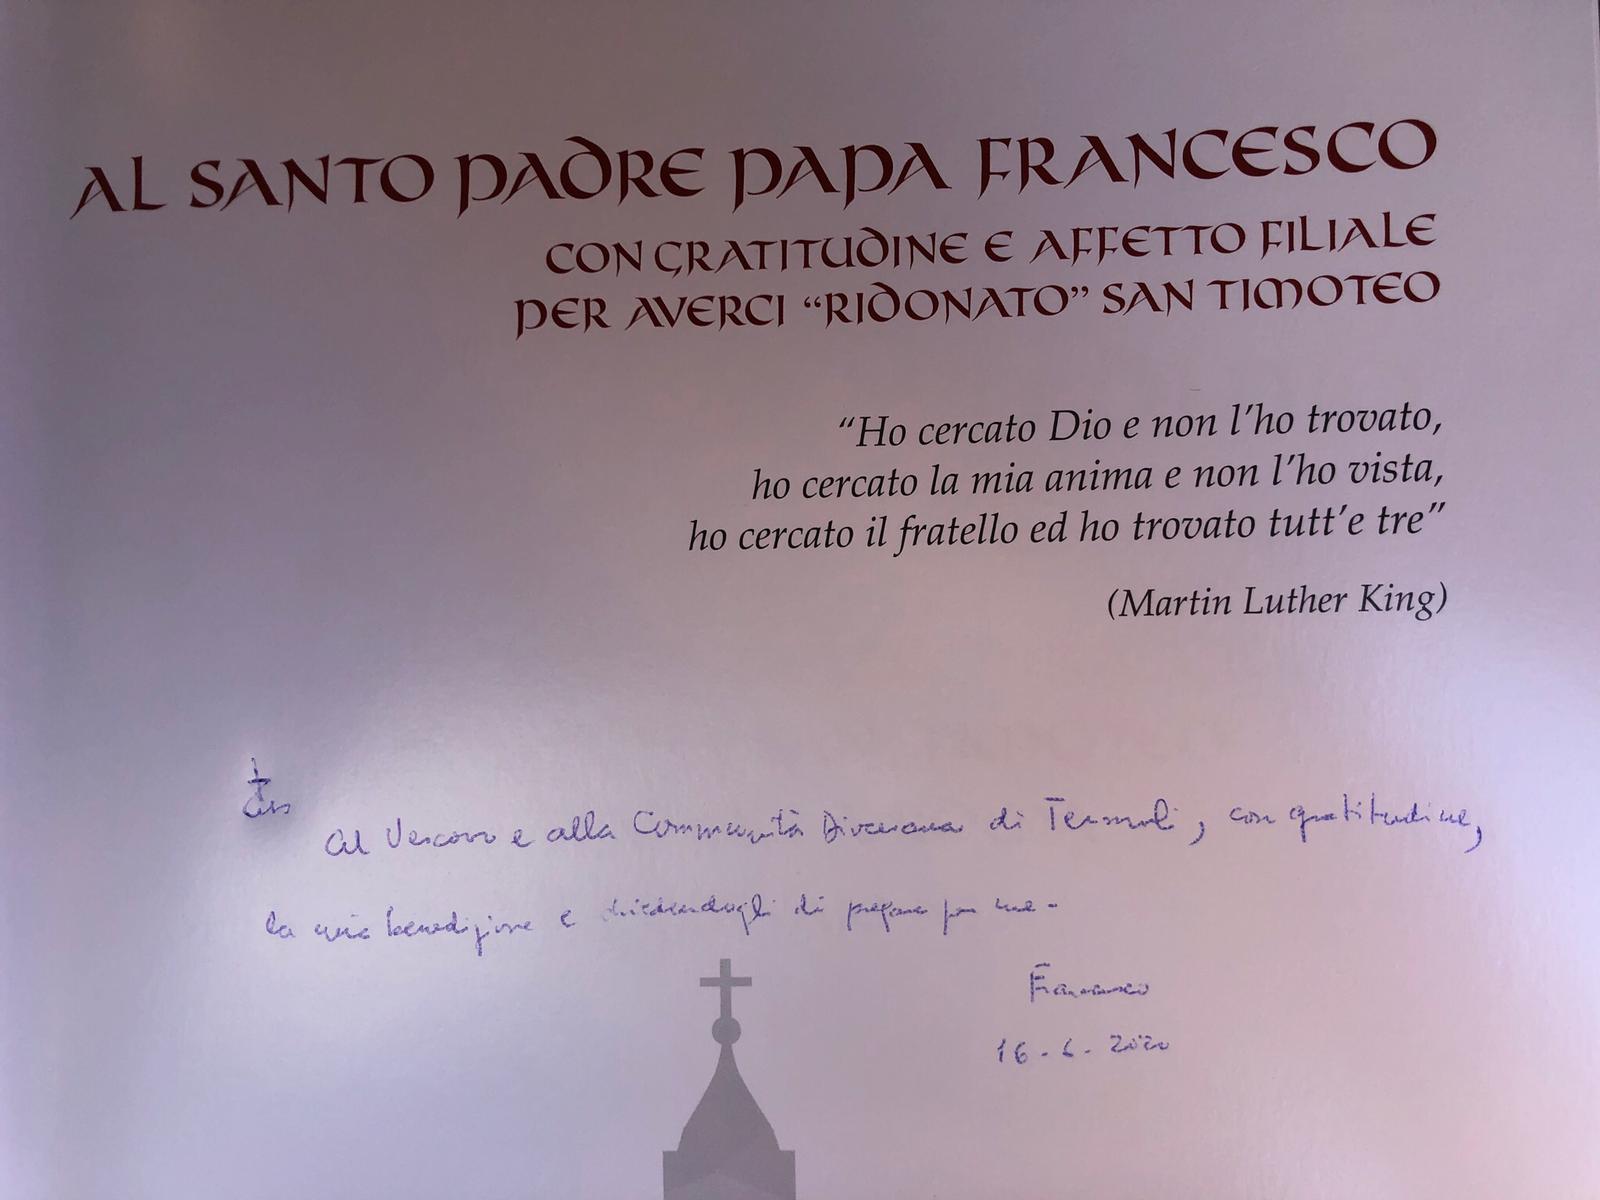 AL SANTO PADRE PAPA FRANCESCO
CON GRATITUDINE E AFFETTO FILIALE
PER AVERCI “RIDONATO” SAN TIMOTEO
“Ho cercato Dio e non l’ho trovato,
ho cercato la mia anima e non l’ho vista,
ho cercato il fratello ed ho trovato tutt’e tre”
(Martin Luther King)
al Vescovo e alla Communità Diocesana di Termoli, con gratitudine,
la mia benedizione e chiedendogli di pregare per me.
Francesco
16-6-2020